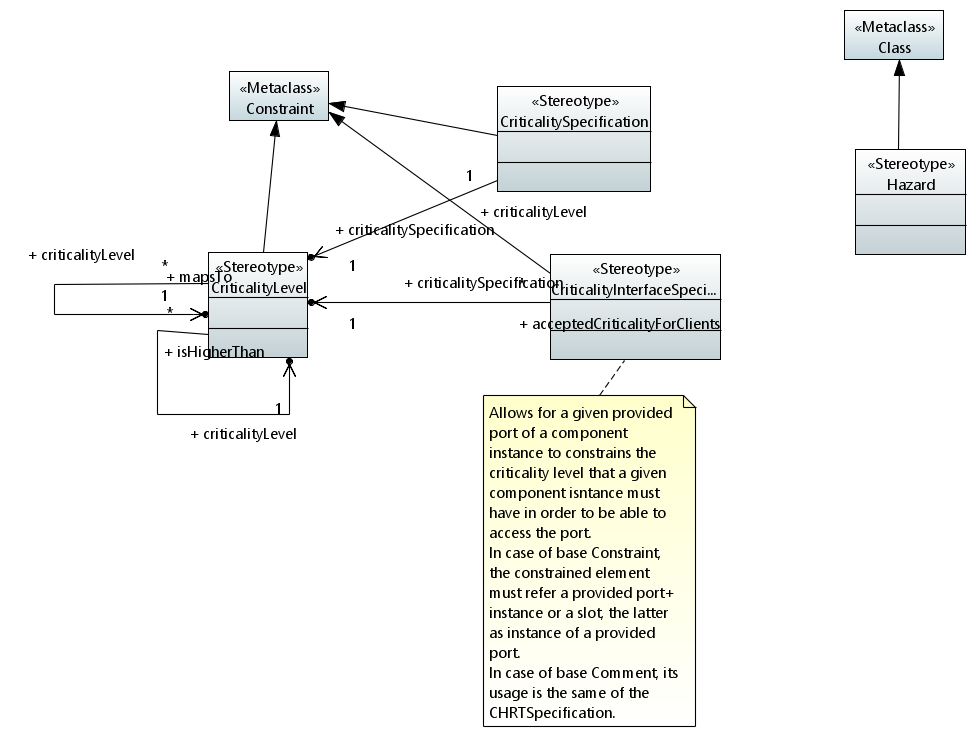 «Metaclass»
Class
«Metaclass»
Constraint
«Stereotype»
CriticalitySpecification
«Stereotype»
Hazard
1
+ criticalityLevel
+ criticalitySpecification
+ criticalityLevel
*
1
«Stereotype»
CriticalityLevel
+ mapsTo
«Stereotype»
CriticalityInterfaceSpeci...
+ criticalitySpecification
*
1
*
1
+ acceptedCriticalityForClients
+ isHigherThan
1
+ criticalityLevel
Allows for a given provided
port of a component
instance to constrains the
criticality level that a given
component isntance must
have in order to be able to
access the port.
In case of base Constraint,
the constrained element
must refer a provided port+
instance or a slot, the latter
as instance of a provided
port.
In case of base Comment, its
usage is the same of the
CHRTSpecification.